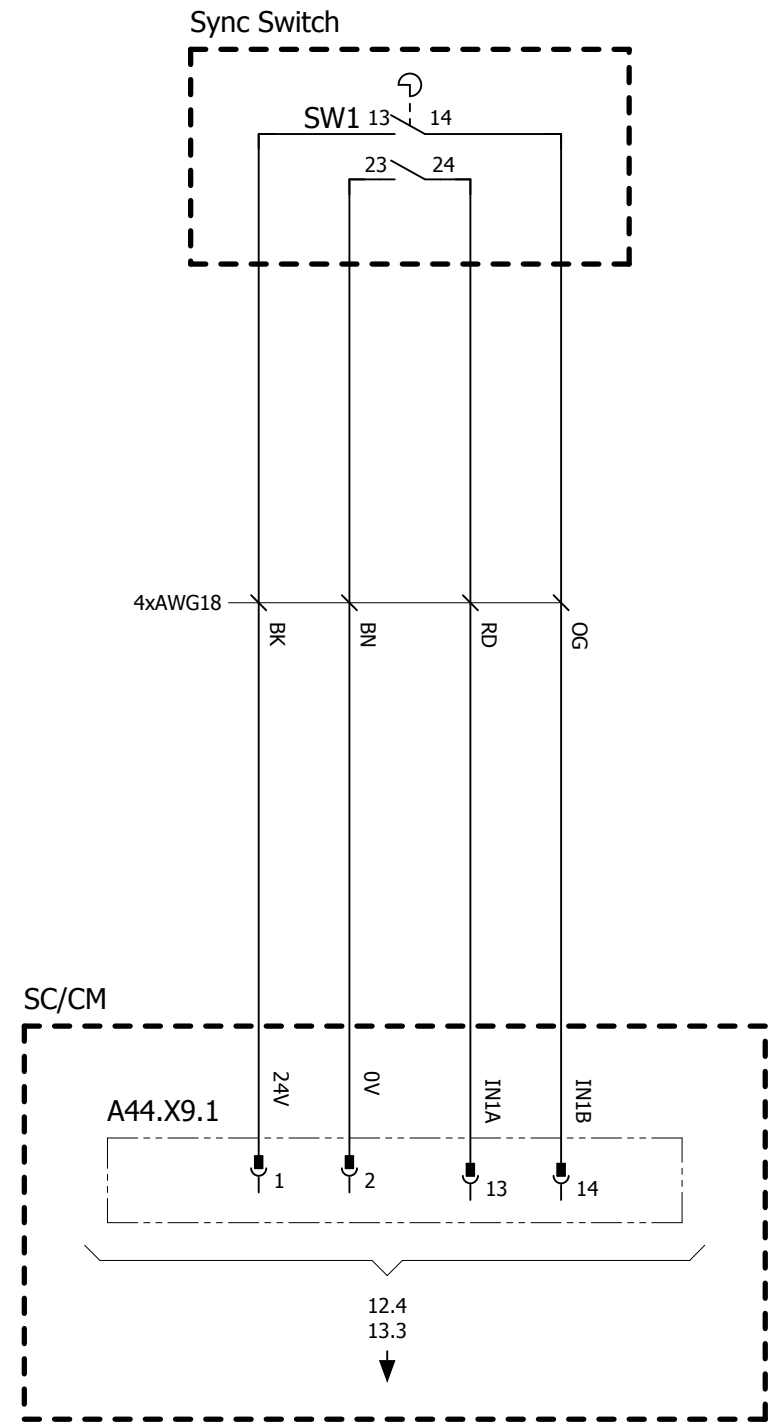 Sync Switch
SW1 13 14
23 24
4xAWG18
BK BN RD OG
SC/CM
24V 0V IN1A IN1B
A44.X9.1
1 2 13 14
12.4
13.3